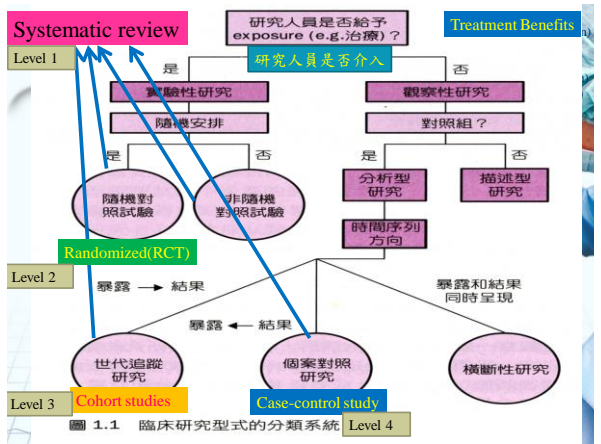 Systematic review
研究人員是否給予
exposure (e.g.治療)？
Treatment Benefits
Level 1
研究人員是否介入
是
否
實驗性研究
觀察性研究
隨機安排
對照組？
是
否
是
否
隨機對
照試驗
非隨機
對照試驗
分析型
研究
描述型
研究
Randomized(RCT)
時間序列
方向
Level 2
暴露 → 結果
暴露和結果
同時呈現
暴露 ← 結果
世代追蹤
研究
個案對照
研究
橫斷性研究
Level 3
Cohort studies
Case-control study
圖 1.1 臨床研究型式的分類系統
Level 4